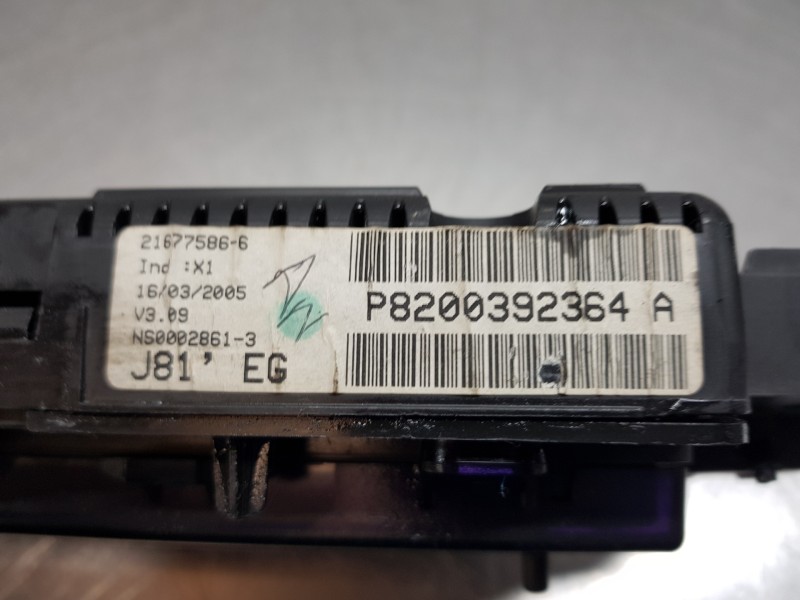 21677586-6
Ind :X1
16/03/2005
V3.09
NS0002861-3
J81' EG
P8200392364 A